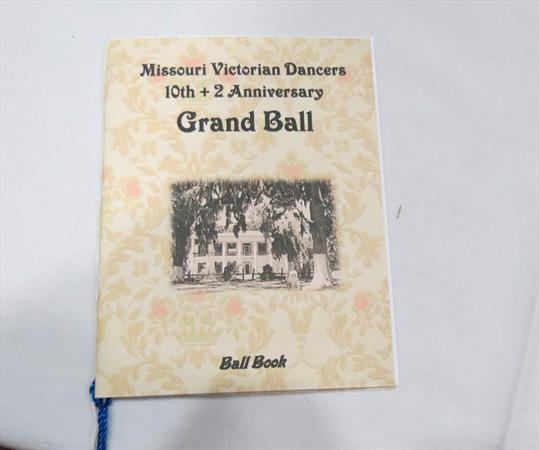 Missouri Victorian Dancers
10th + 2 Anniversary
Grand Ball
Ball Book